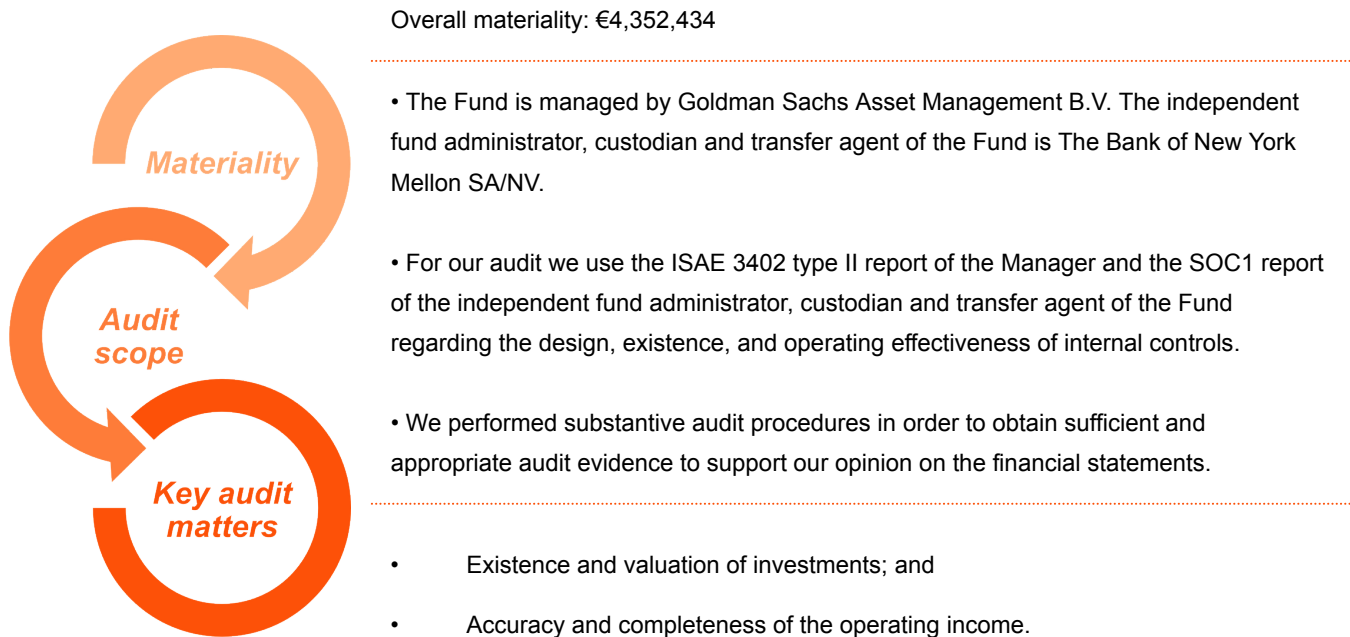 Overall materiality: €4,352,434
Materiality
• The Fund is managed by Goldman Sachs Asset Management B.V. The independent
fund administrator, custodian and transfer agent of the Fund is The Bank of New York
Mellon SA/NV.
Audit
scope
• For our audit we use the ISAE 3402 type II report of the Manager and the SOC1 report
of the independent fund administrator, custodian and transfer agent of the Fund
regarding the design, existence, and operating effectiveness of internal controls.
• We performed substantive audit procedures in order to obtain sufficient and
appropriate audit evidence to support our opinion on the financial statements.
Key audit
matters
• Existence and valuation of investments; and
• Accuracy and completeness of the operating income.